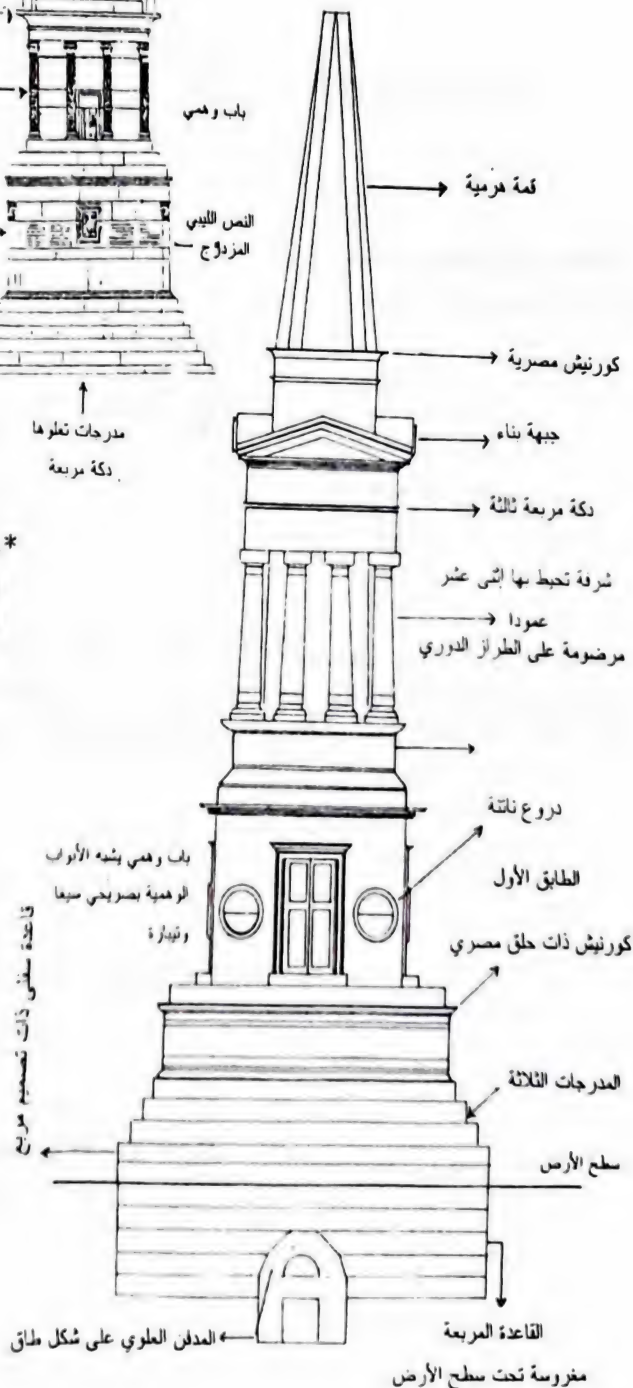 باب وهمي
النص الليبي
المزدوج
مدرجات تعلوها
دكة مربعة
*
قمة هرمية
كورنيش مصرية
جبهة بناء
دكة مربعة ثالثة
شرفة تحيط بها إثنى عشر
عمودا
مرضومة على الطراز الدوري
دروع ناتئة
باب وهمي يشبه الأبواب
الوهمية بضريحي سيغا
وتيبازة
الطابق الأول
كورنيش ذات حلق مصري
قاعدة سفلى ذات تصميم مربع
المدرجات الثلاثة
سطح الأرض
المدفن العلوي على شكل طاق
القاعدة المربعة
مغروسة تحت سطح الأرض